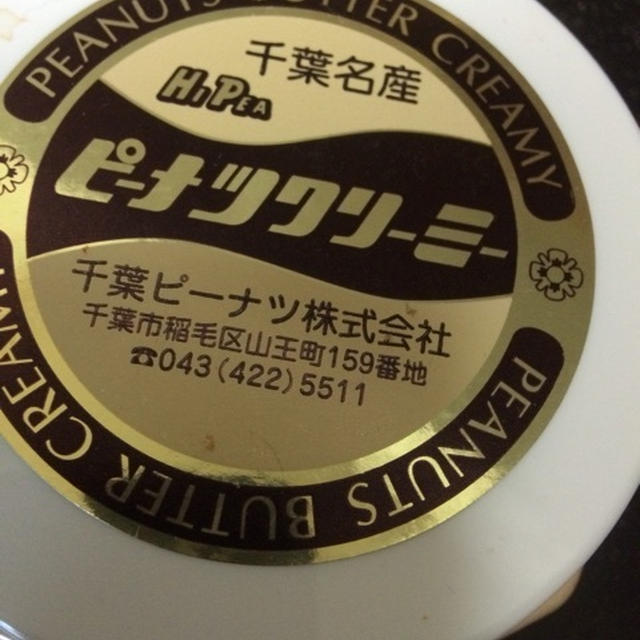 PEANUTS BUTTER CREAMY
千葉名産
HiPEA
ピーナツクリーミー
千葉ピーナツ株式会社
千葉市稲毛区山王町159番地
☎043(422)5511
PEANUTS BUTTER CREAMY